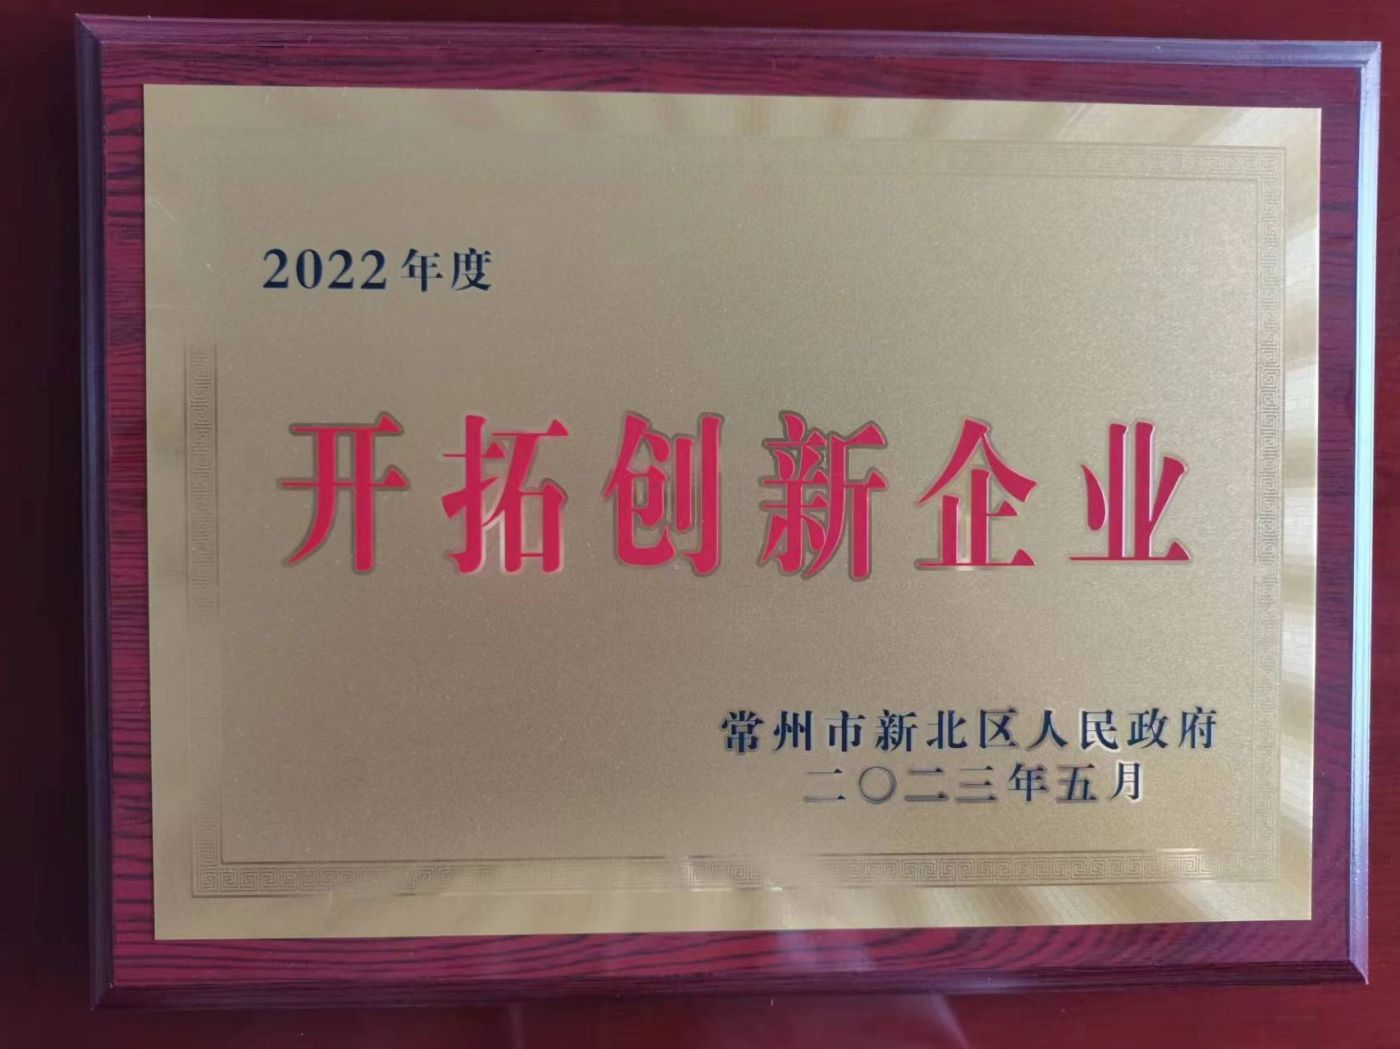 2022年度
开拓创新企业
常州市新北区人民政府
二〇二三年五月